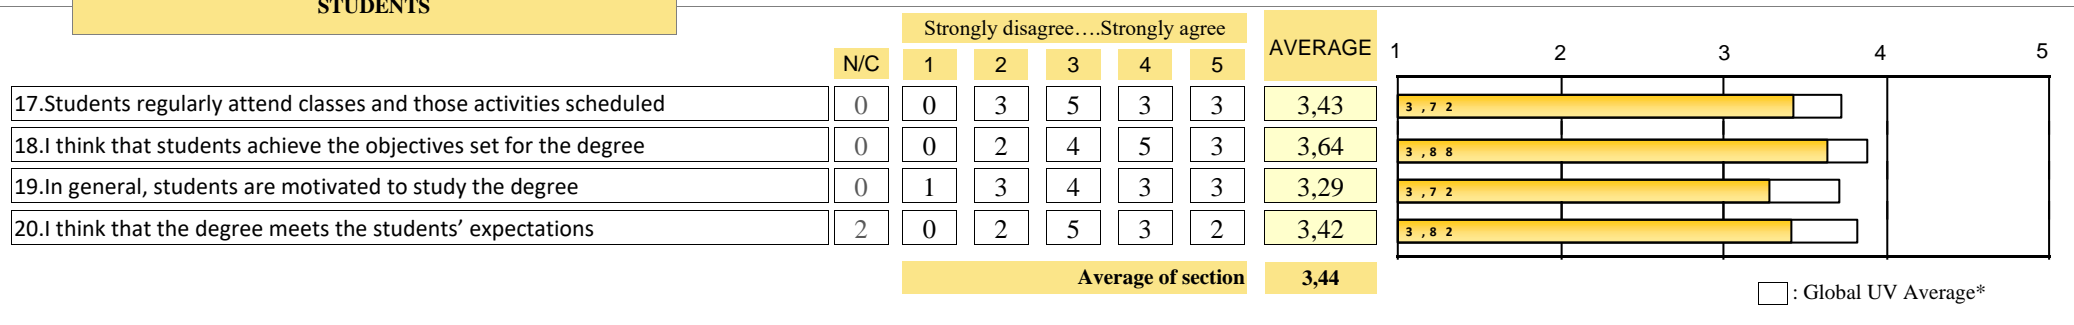 STUDENTS
Strongly disagree….Strongly agree
AVERAGE
N/C 1 2 3 4 5
1 2 3 4 5
17.Students regularly attend classes and those activities scheduled 0 0 3 5 3 3 3,43 3,72
18.I think that students achieve the objectives set for the degree 0 0 2 4 5 3 3,64 3,88
19.In general, students are motivated to study the degree 0 1 3 4 3 3 3,29 3,72
20.I think that the degree meets the students’ expectations 2 0 2 5 3 2 3,42 3,82
Average of section 3,44
: Global UV Average*